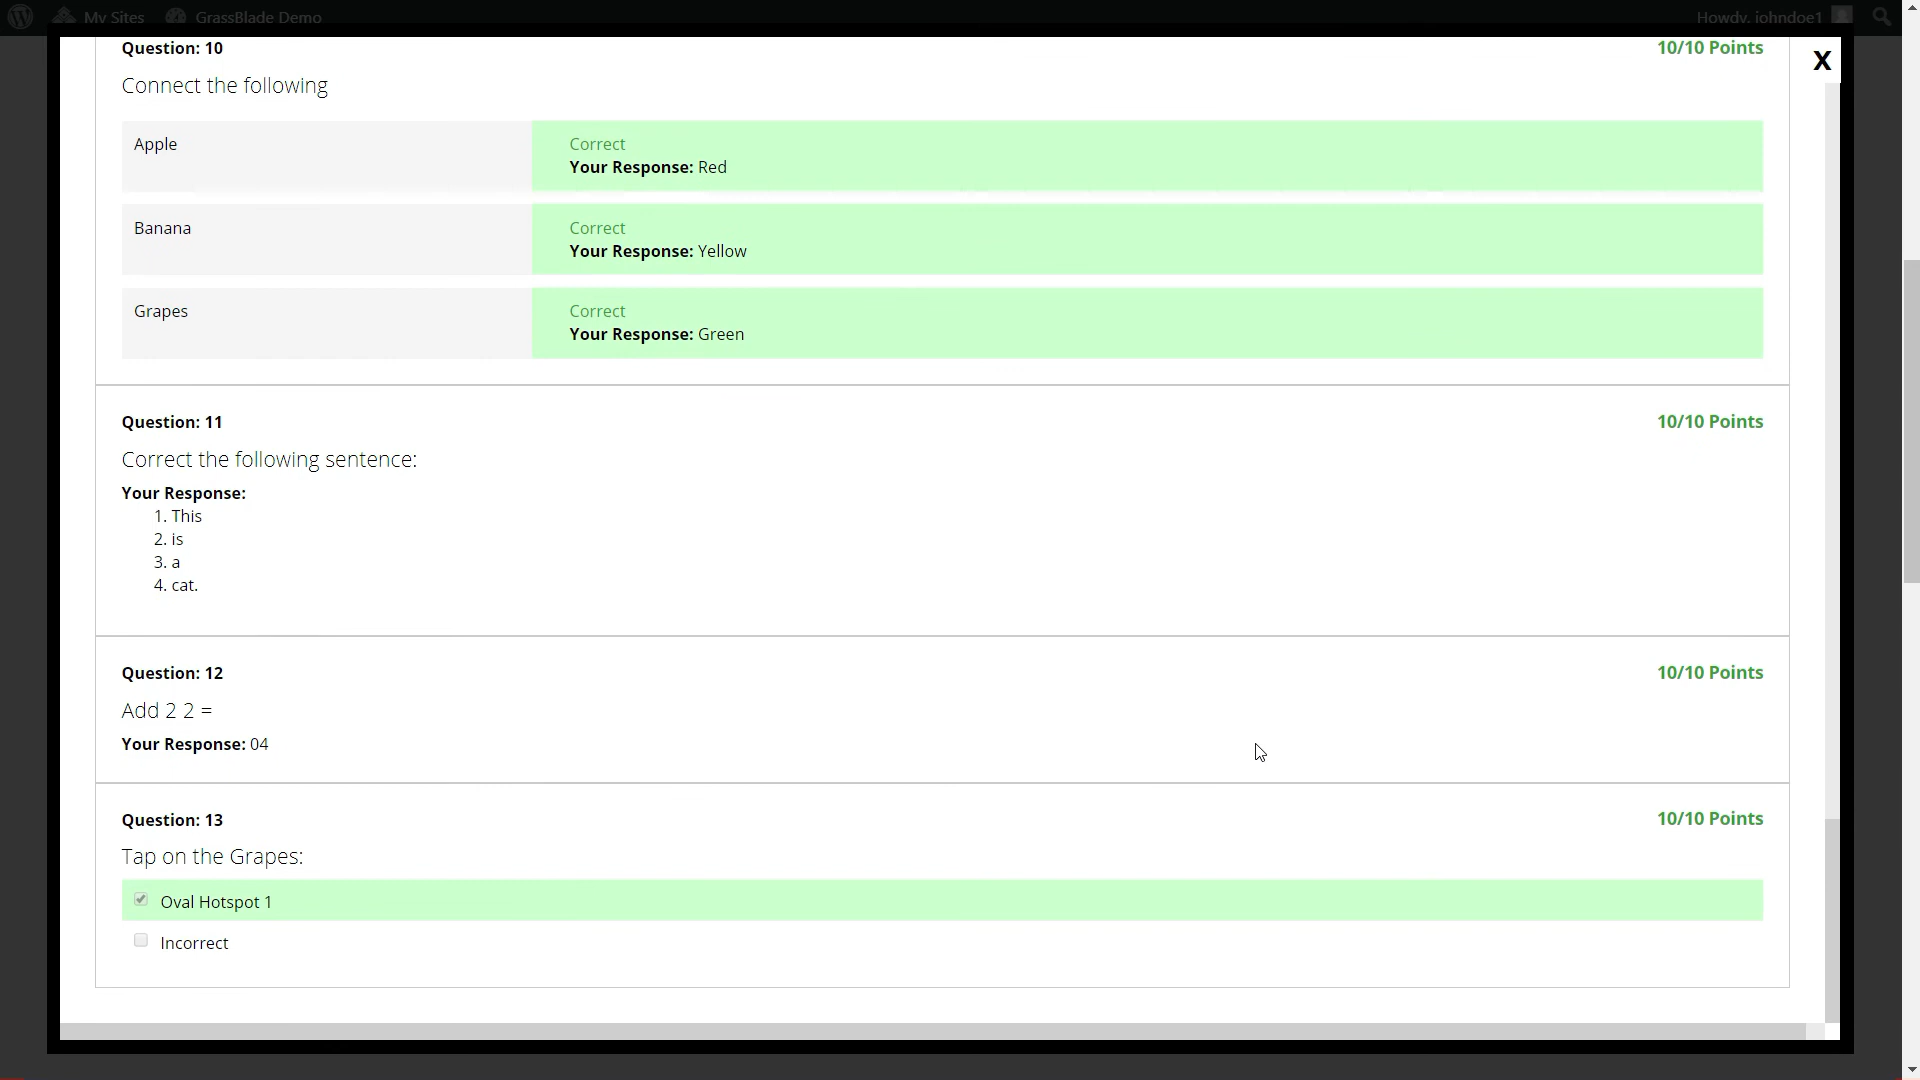 My Sites GrassBlade Demo Howdy, johndoe1
Question: 10 10/10 Points
X
Connect the following
Apple
Correct
Your Response: Red
Banana
Correct
Your Response: Yellow
Grapes
Correct
Your Response: Green
Question: 11 10/10 Points
Correct the following sentence:
Your Response:
1. This
2. is
3. a
4. cat.
Question: 12 10/10 Points
Add 2 2 =
Your Response: 04
Question: 13 10/10 Points
Tap on the Grapes:
Oval Hotspot 1
Incorrect